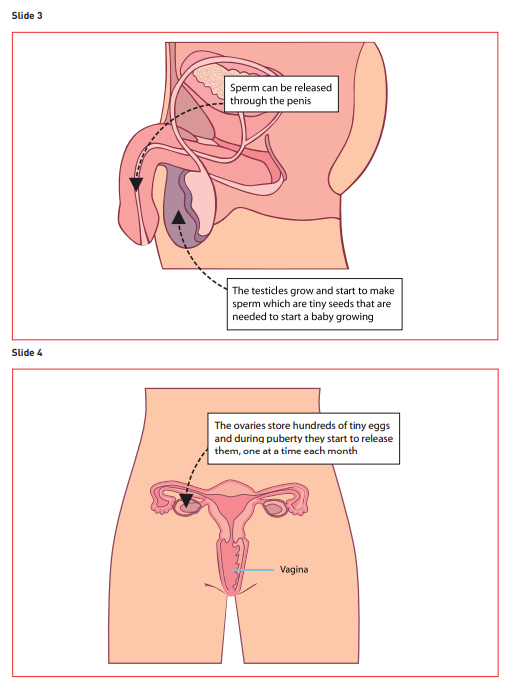 Slide 3
Sperm can be released
through the penis
The testicles grow and start to make
sperm which are tiny seeds that are
needed to start a baby growing
Slide 4
The ovaries store hundreds of tiny eggs
and during puberty they start to release
them, one at a time each month
Vagina